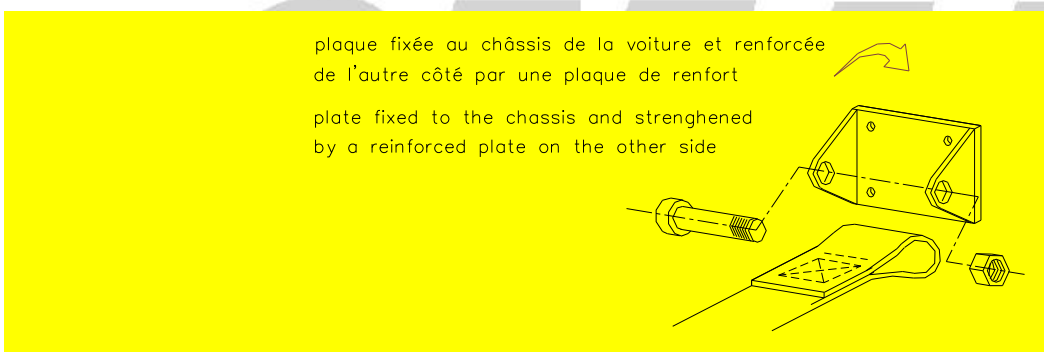 plaque fixée au châssis de la voiture et renforcée
de l'autre côté par une plaque de renfort
plate fixed to the chassis and strenghened
by a reinforced plate on the other side